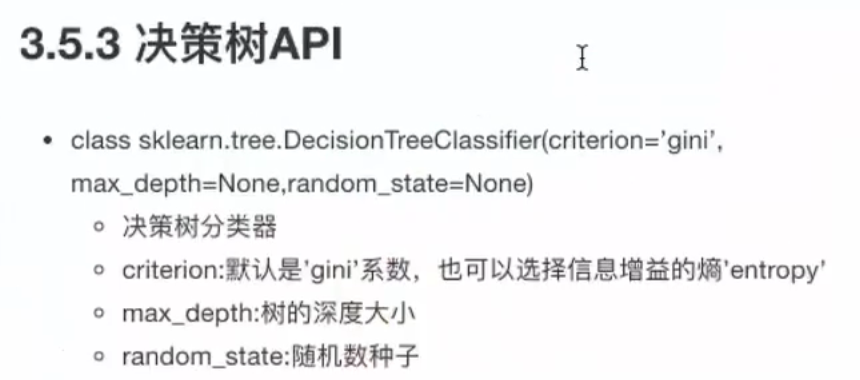 3.5.3 决策树API
• class sklearn.tree.DecisionTreeClassifier(criterion=’gini’,
max_depth=None,random_state=None)
◦ 决策树分类器
◦ criterion:默认是’gini’系数，也可以选择信息增益的熵’entropy’
◦ max_depth:树的深度大小
◦ random_state:随机数种子